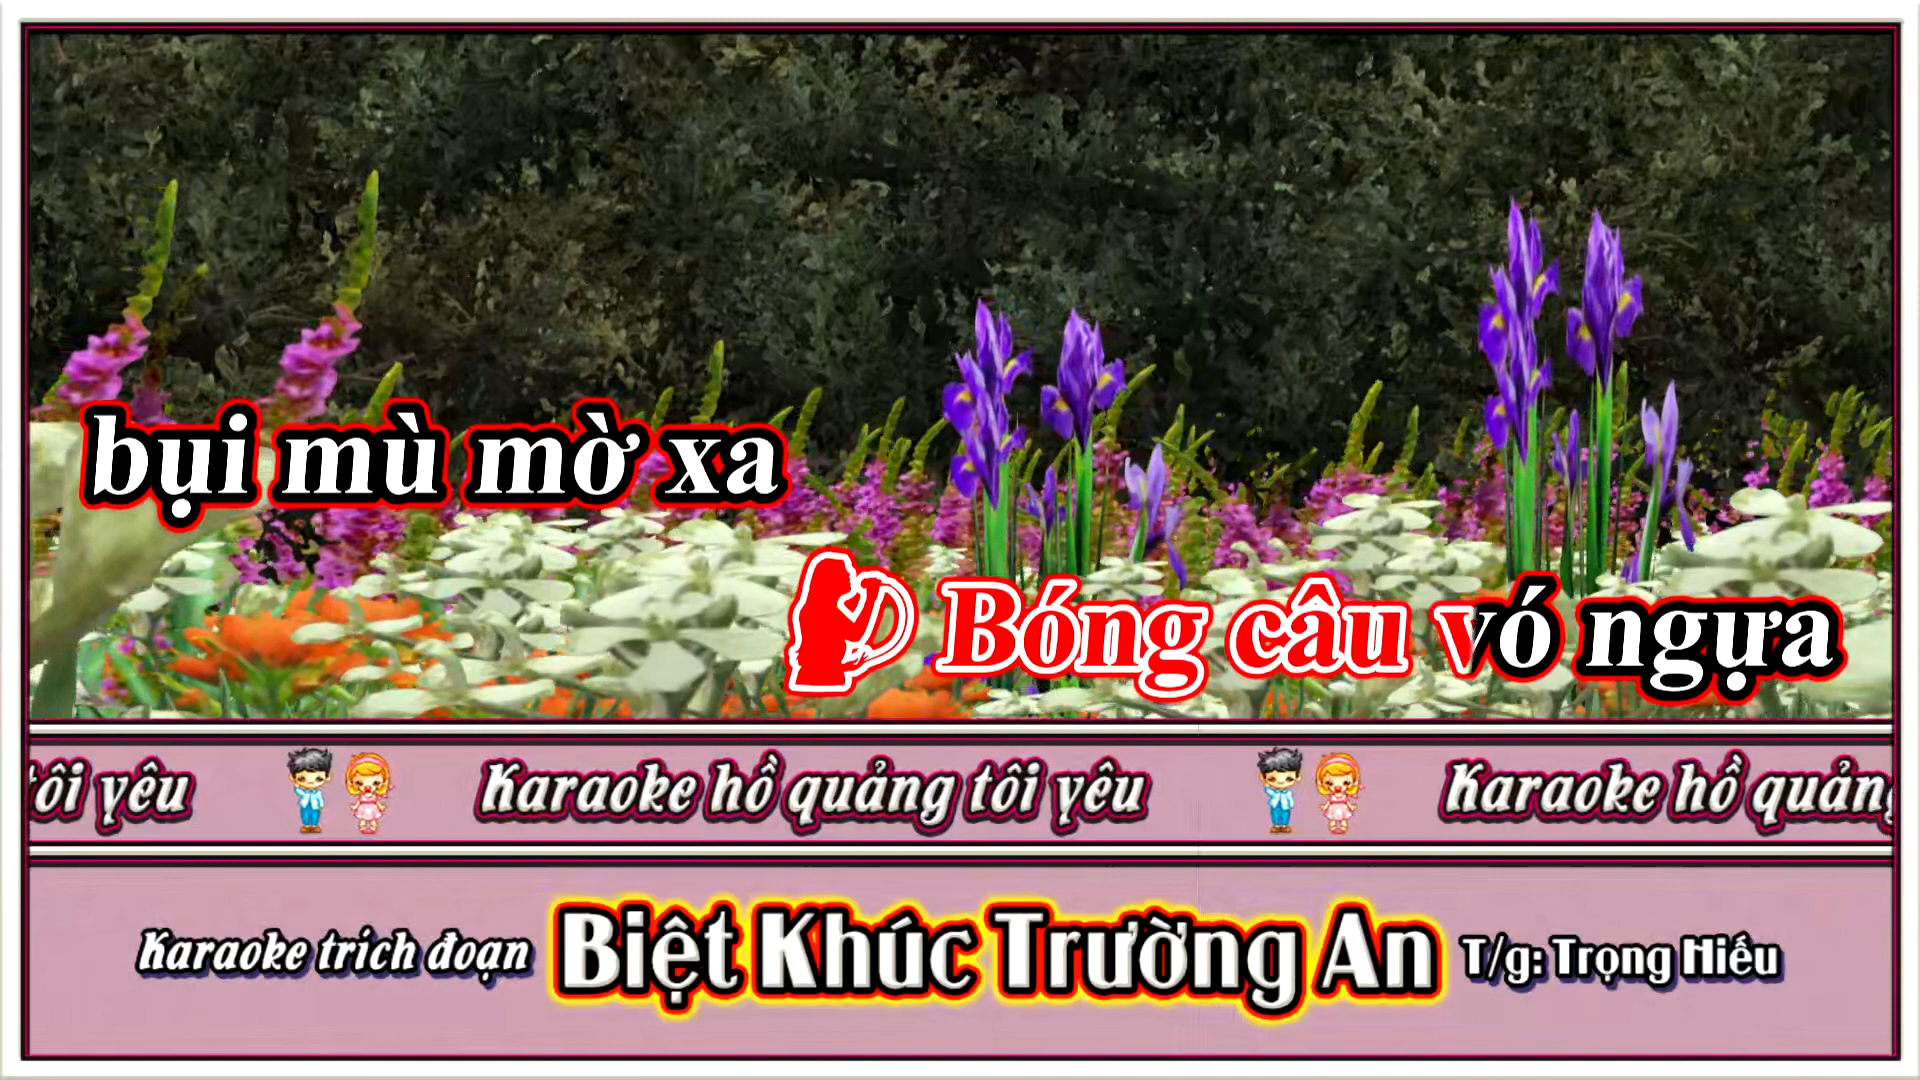 bụi mù mờ xa
Bóng câu vó ngựa
tôi yêu Karaoke hồ quảng tôi yêu Karaoke hồ quảng
Karaoke trích đoạn Biệt Khúc Trường An T/g: Trọng Hiếu